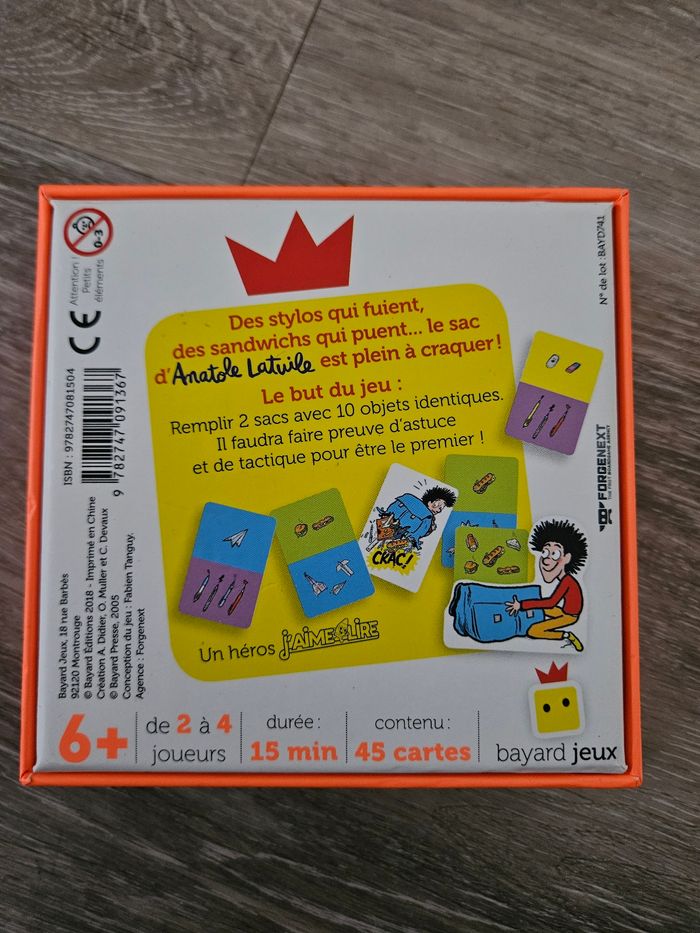 Attention !
Petits
éléments
0-3
CE
ISBN : 9782747081504
9 782747 091367
N° de lot : BAYD741
Des stylos qui fuient,
des sandwichs qui puent... le sac
d'Anatole Latuile est plein à craquer !
Le but du jeu :
Remplir 2 sacs avec 10 objets identiques.
Il faudra faire preuve d'astuce
et de tactique pour être le premier !
CRAC!
Un héros J'AIME LIRE
FORGENEXT
THE FIRST BOARDGAME AGENCY
Bayard Jeux, 18 rue Barbès
92120 Montrouge
© Bayard Éditions 2018 - Imprimé en Chine
Création A. Didier, O. Muller et C. Devaux
© Bayard Presse, 2005
Conception du jeu : Fabien Tanguy.
Agence : Forgenext
6+
de 2 à 4
joueurs
durée :
15 min
contenu :
45 cartes
bayard jeux